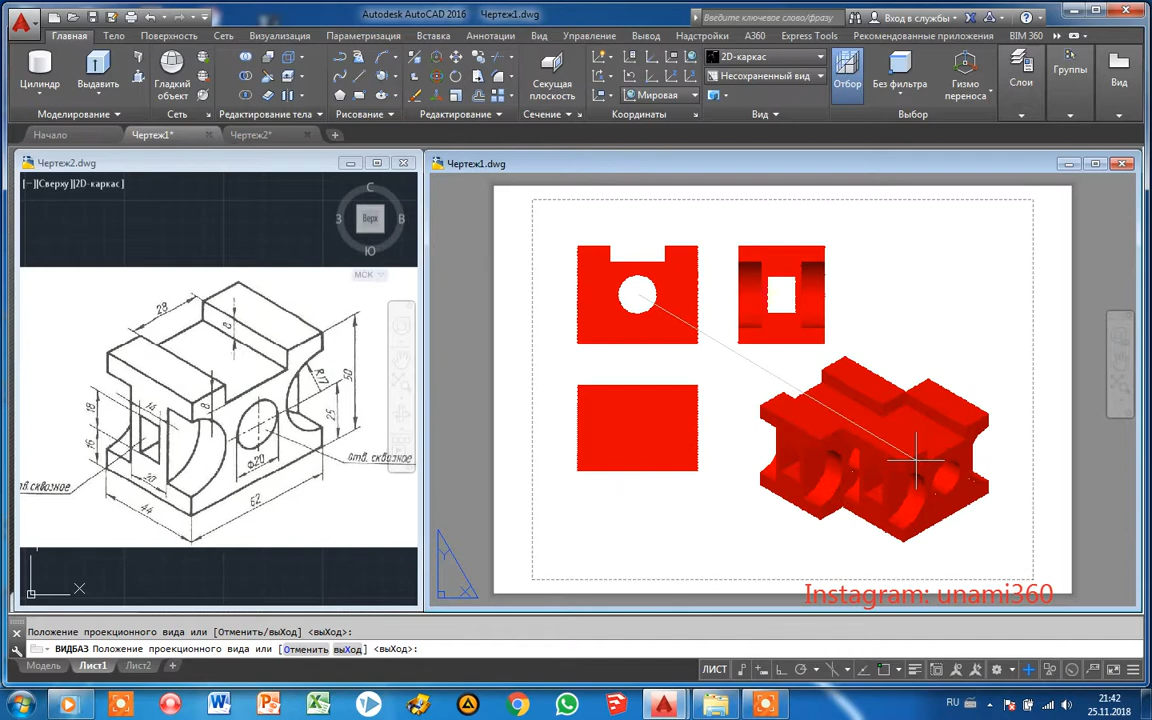 Autodesk AutoCAD 2016 Чертеж1.dwg
Введите ключевое слово/фразу
Вход в службы
Главная Тело Поверхность Сеть Визуализация Параметризация Вставка Аннотации Вид Управление Вывод Надстройки A360 Express Tools Рекомендованные приложения BIM 360
2D-каркас
Несохраненный вид
Мировая
Цилиндр Выдавить Гладкий объект Секущая плоскость Отбор Без фильтра Гизмо переноса Слои Группы Вид
Моделирование Сеть Редактирование тела Рисование Редактирование Сечение Координаты Вид Выбор
Начало Чертеж1* Чертеж2*
Чертеж2.dwg
Чертеж1.dwg
[−][Сверху][2D-каркас]
С
З Верх В
Ю
МСК
28
8
R17
50
14
18
8
25
16
20
Ф20
отв. сквозное
тв.сквозное
44
62
Y
X
Instagram: unami360
Положение проекционного вида или [Отменить/выХод] <выХод>:
ВИДБАЗ Положение проекционного вида или [Отменить выХод] <выХод>:
Модель Лист1 Лист2
ЛИСТ
RU
21:42
25.11.2018